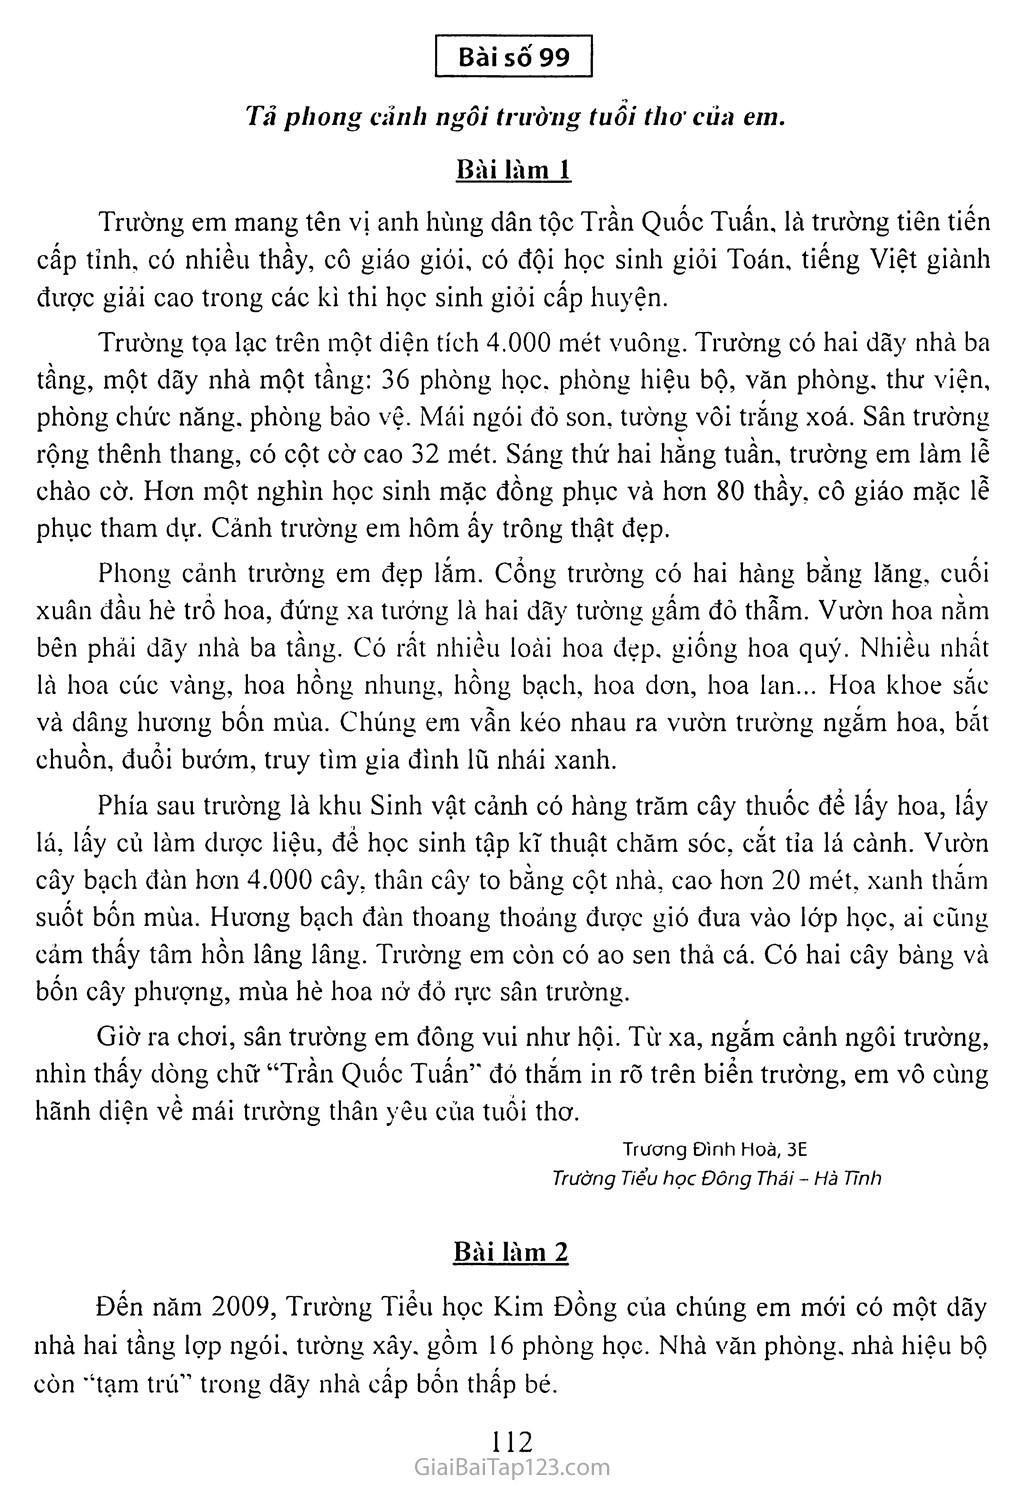 Bài số 99
Tả phong cảnh ngôi trường tuổi thơ của em.
Bài làm 1
Trường em mang tên vị anh hùng dân tộc Trần Quốc Tuấn, là trường tiên tiến
cấp tỉnh, có nhiều thầy, cô giáo giỏi, có đội học sinh giỏi Toán, tiếng Việt giành
được giải cao trong các kì thi học sinh giỏi cấp huyện.
Trường tọa lạc trên một diện tích 4.000 mét vuông. Trường có hai dãy nhà ba
tầng, một dãy nhà một tầng: 36 phòng học, phòng hiệu bộ, văn phòng, thư viện,
phòng chức năng, phòng bảo vệ. Mái ngói đỏ son, tường vôi trắng xoá. Sân trường
rộng thênh thang, có cột cờ cao 32 mét. Sáng thứ hai hằng tuần, trường em làm lễ
chào cờ. Hơn một nghìn học sinh mặc đồng phục và hơn 80 thầy, cô giáo mặc lễ
phục tham dự. Cảnh trường em hôm ấy trông thật đẹp.
Phong cảnh trường em đẹp lắm. Cổng trường có hai hàng bằng lăng, cuối
xuân đầu hè trổ hoa, đứng xa tưởng là hai dãy tường gấm đỏ thẫm. Vườn hoa nằm
bên phải dãy nhà ba tầng. Có rất nhiều loài hoa đẹp, giống hoa quý. Nhiều nhất
là hoa cúc vàng, hoa hồng nhung, hồng bạch, hoa dơn, hoa lan... Hoa khoe sắc
và dâng hương bốn mùa. Chúng em vẫn kéo nhau ra vườn trường ngắm hoa, bắt
chuồn, đuổi bướm, truy tìm gia đình lũ nhái xanh.
Phía sau trường là khu Sinh vật cảnh có hàng trăm cây thuốc để lấy hoa, lấy
lá, lấy củ làm dược liệu, để học sinh tập kĩ thuật chăm sóc, cắt tỉa lá cành. Vườn
cây bạch đàn hơn 4.000 cây, thân cây to bằng cột nhà, cao hơn 20 mét, xanh thắm
suốt bốn mùa. Hương bạch đàn thoang thoảng được gió đưa vào lớp học, ai cũng
cảm thấy tâm hồn lâng lâng. Trường em còn có ao sen thả cá. Có hai cây bàng và
bốn cây phượng, mùa hè hoa nở đỏ rực sân trường.
Giờ ra chơi, sân trường em đông vui như hội. Từ xa, ngắm cảnh ngôi trường,
nhìn thấy dòng chữ “Trần Quốc Tuấn” đỏ thắm in rõ trên biển trường, em vô cùng
hãnh diện về mái trường thân yêu của tuổi thơ.
Trương Đình Hoà, 3E
Trường Tiểu học Đông Thái – Hà Tĩnh
Bài làm 2
Đến năm 2009, Trường Tiểu học Kim Đồng của chúng em mới có một dãy
nhà hai tầng lợp ngói, tường xây, gồm 16 phòng học. Nhà văn phòng, nhà hiệu bộ
còn “tạm trú” trong dãy nhà cấp bốn thấp bé.
112
GiaiBaiTap123.com